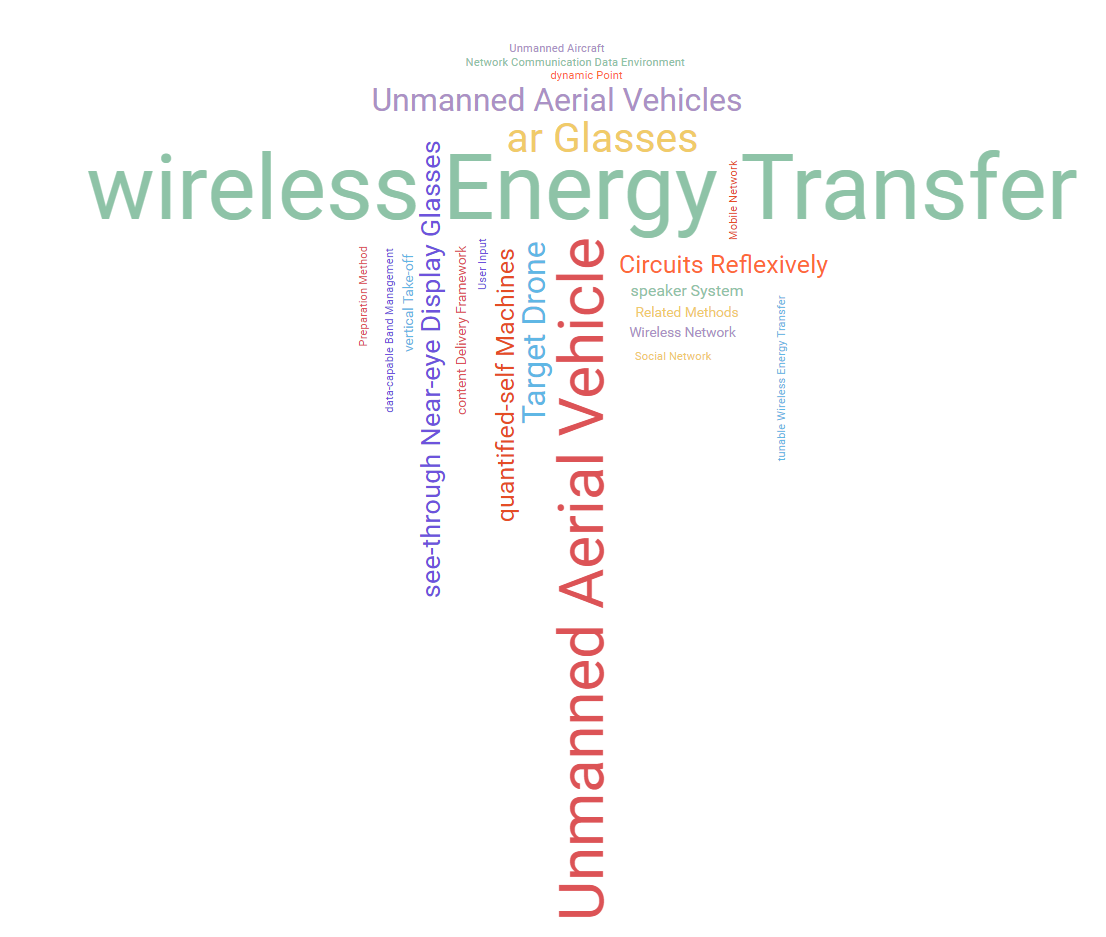 Unmanned Aircraft
Network Communication Data Environment
dynamic Point
Unmanned Aerial Vehicles
ar Glasses
wireless Energy Transfer
Mobile Network
see-through Near-eye Display Glasses
Preparation Method
data-capable Band Management
vertical Take-off
content Delivery Framework
User Input
quantified-self Machines
Target Drone
Unmanned Aerial Vehicle
Circuits Reflexively
speaker System
Related Methods
Wireless Network
Social Network
tunable Wireless Energy Transfer